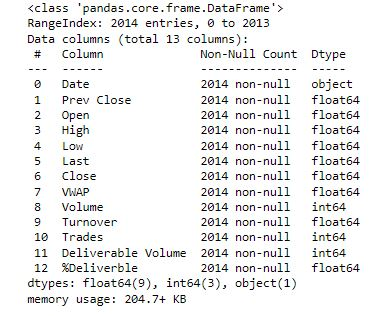 <class 'pandas.core.frame.DataFrame'>
RangeIndex: 2014 entries, 0 to 2013
Data columns (total 13 columns):
 #   Column              Non-Null Count  Dtype
---  ------              --------------  -----
 0   Date                2014 non-null   object
 1   Prev Close          2014 non-null   float64
 2   Open                2014 non-null   float64
 3   High                2014 non-null   float64
 4   Low                 2014 non-null   float64
 5   Last                2014 non-null   float64
 6   Close               2014 non-null   float64
 7   VWAP                2014 non-null   float64
 8   Volume              2014 non-null   int64
 9   Turnover            2014 non-null   float64
 10  Trades              2014 non-null   int64
 11  Deliverable Volume  2014 non-null   int64
 12  %Deliverble         2014 non-null   float64
dtypes: float64(9), int64(3), object(1)
memory usage: 204.7+ KB